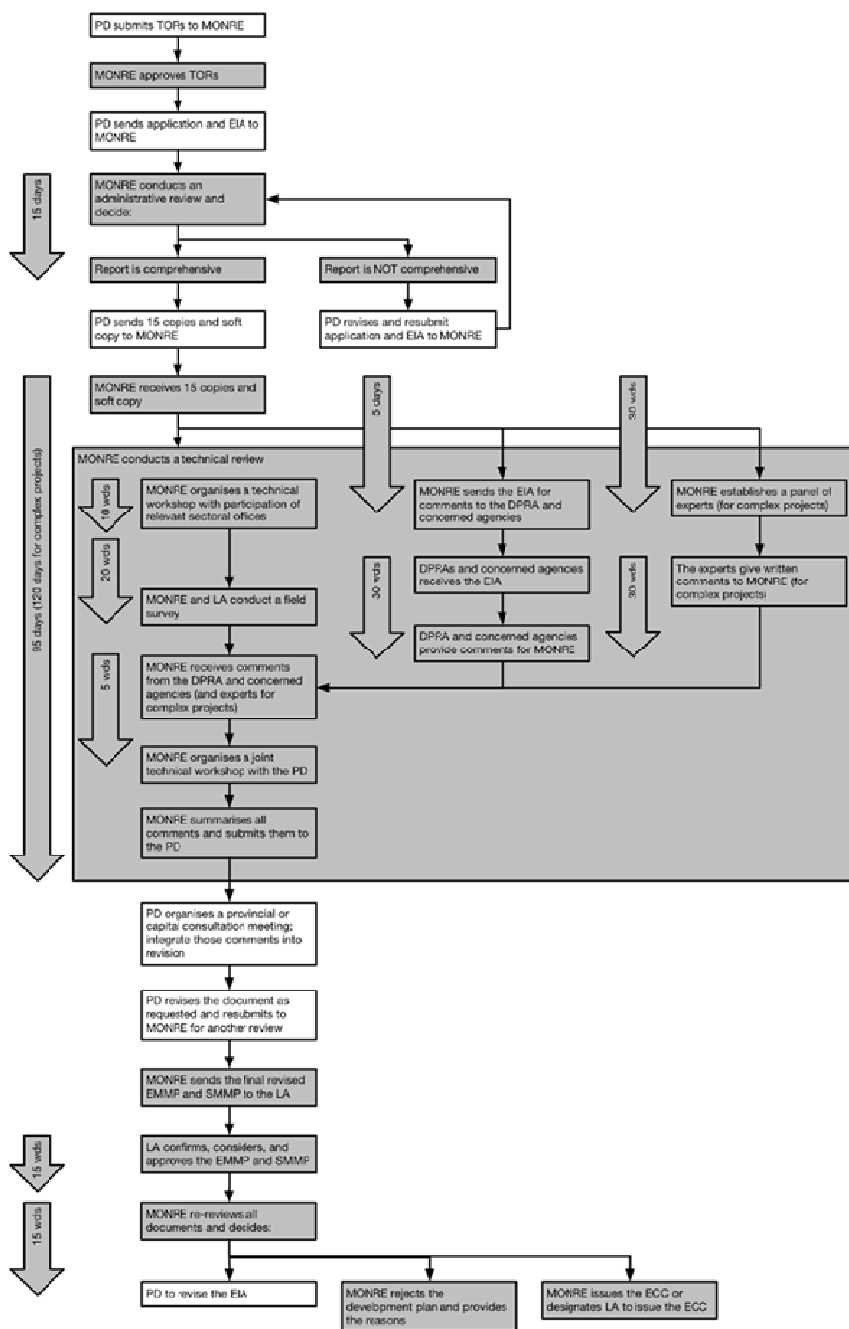 PD submits TORs to MONRE
MONRE approves TORs
PD sends application and EIA to
MONRE
15 days
MONRE conducts an
administrative review and
decide:
Report is comprehensive
Report is NOT comprehensive
PD sends 15 copies and soft
copy to MONRE
PD revises and resubmit
application and EIA to MONRE
95 days (120 days for complex projects)
MONRE receives 15 copies and
soft copy
5 days
30 wds
MONRE conducts a technical review
10 wds
MONRE organises a technical
workshop with participation of
relevant sectoral offices
MONRE sends the EIA for
comments to the DPRA and
concerned agencies
MONRE establishes a panel of
experts (for complex projects)
20 wds
30 wds
DPRAs and concerned agencies
receives the EIA
30 wds
The experts give written
comments to MONRE (for
complex projects)
MONRE and LA conduct a field
survey
DPRA and concerned agencies
provide comments for MONRE
5 wds
MONRE receives comments
from the DPRA and concerned
agencies (and experts for
complex projects)
MONRE organises a joint
technical workshop with the PD
MONRE summarises all
comments and submits them to
the PD
PD organises a provincial or
capital consultation meeting;
integrate those comments into
revision
PD revises the document as
requested and resubmits to
MONRE for another review
MONRE sends the final revised
EMMP and SMMP to the LA
15 wds
LA confirms, considers, and
approves the EMMP and SMMP
15 wds
MONRE re-reviews all
documents and decides:
PD to revise the EIA
MONRE rejects the
development plan and provides
the reasons
MONRE issues the ECC or
designates LA to issue the ECC